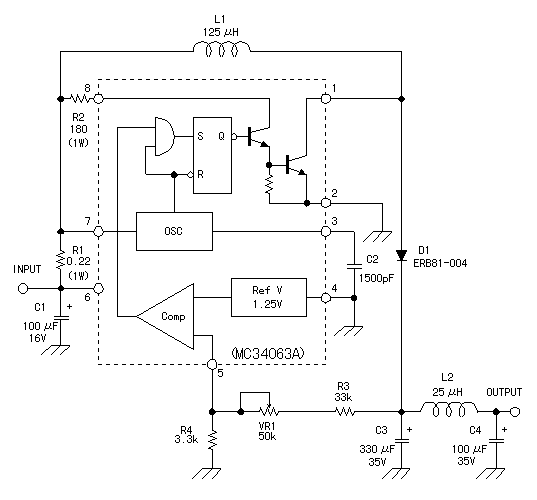 L1
125 μH
8
1
R2
180
(1W)
S
Q
R
2
7
OSC
3
R1
0.22
(1W)
D1
ERB81-004
INPUT
C2
1500pF
6
Ref V
1.25V
4
C1
+
100 μF
16V
Comp
(MC34063A)
5
L2
25 μH
R3
33k
OUTPUT
R4
3.3k
VR1
50k
C3
+
330 μF
35V
C4
+
100 μF
35V